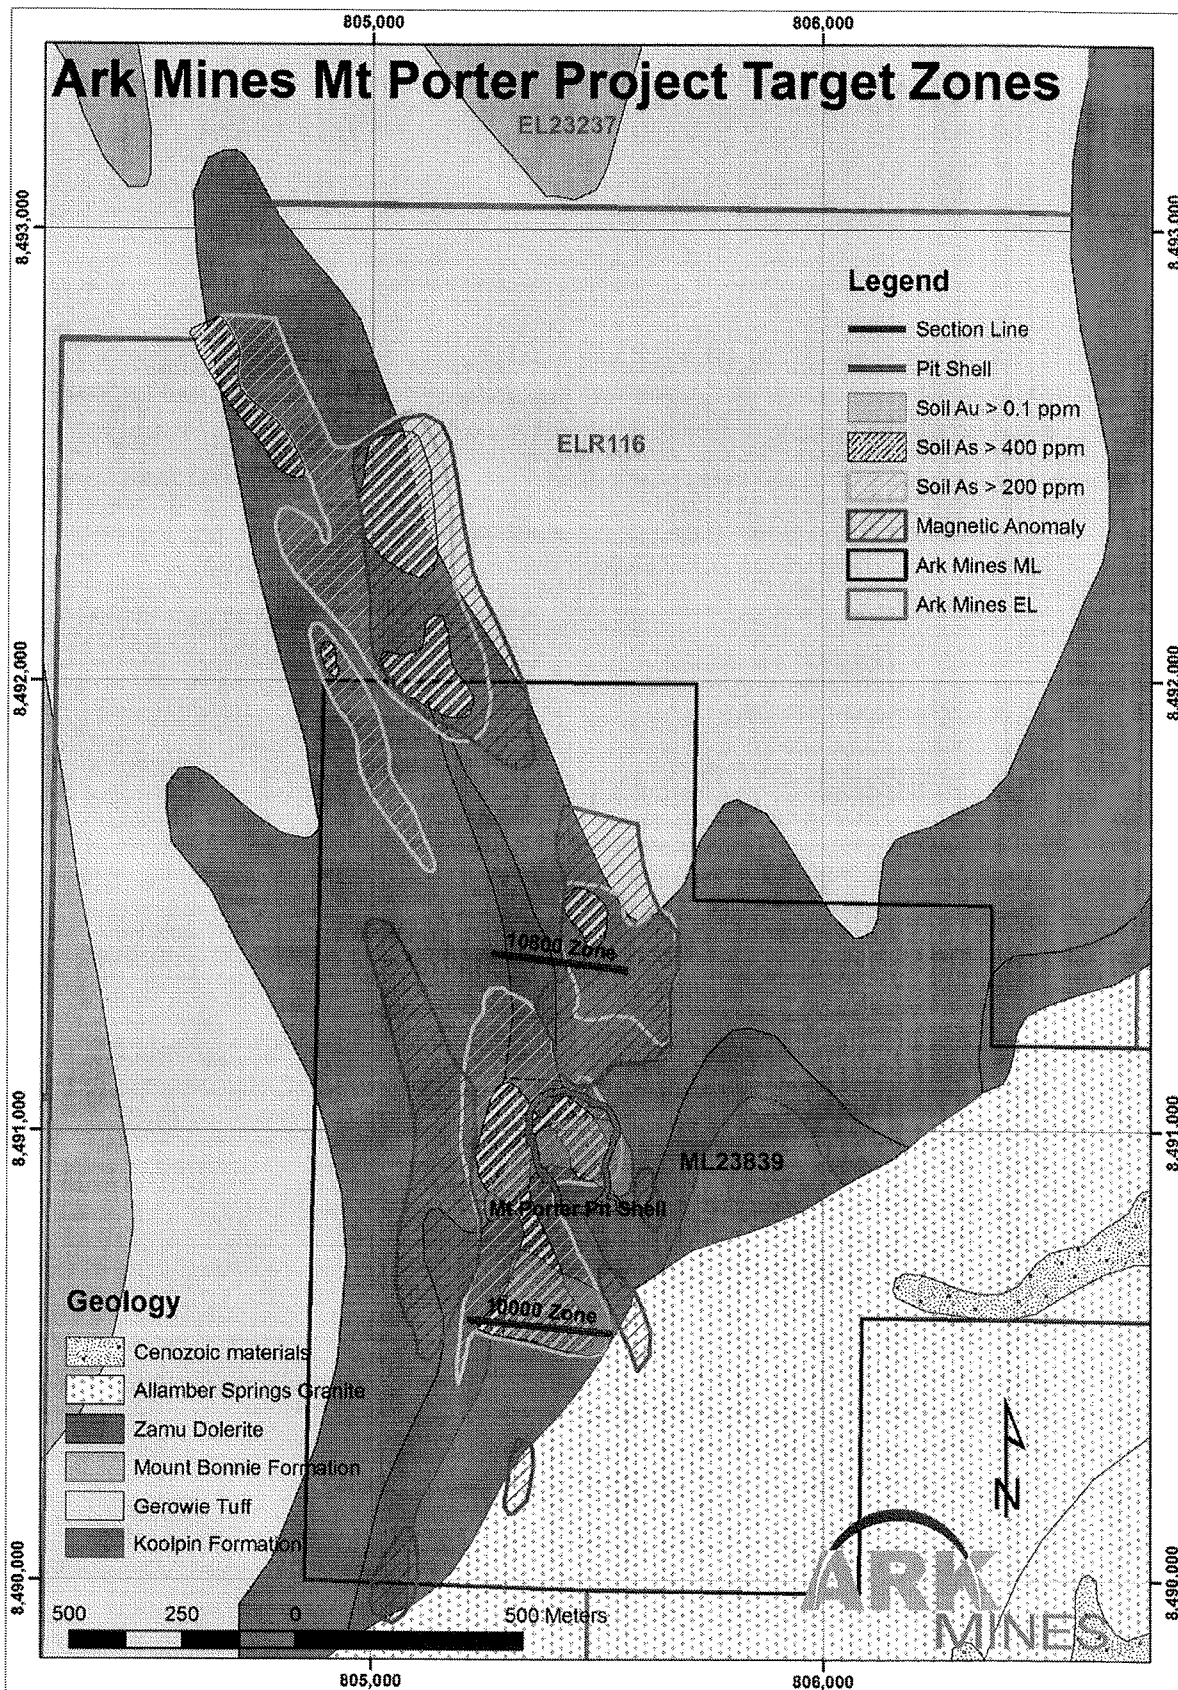 805,000
806,000
Ark Mines Mt Porter Project Target Zones
EL23237
8,493,000
8,493,000
Legend
Section Line
Pit Shell
Soil Au > 0.1 ppm
Soil As > 400 ppm
Soil As > 200 ppm
Magnetic Anomaly
Ark Mines ML
Ark Mines EL
ELR116
8,492,000
8,492,000
10800 Zone
8,491,000
8,491,000
ML23839
Mt Porter Pit Shell
10000 Zone
Geology
Cenozoic materials
Allamber Springs Granite
Zamu Dolerite
Mount Bonnie Formation
Gerowie Tuff
Koolpin Formation
N
8,490,000
8,490,000
500
250
0
500 Meters
ARK
MINES
805,000
806,000